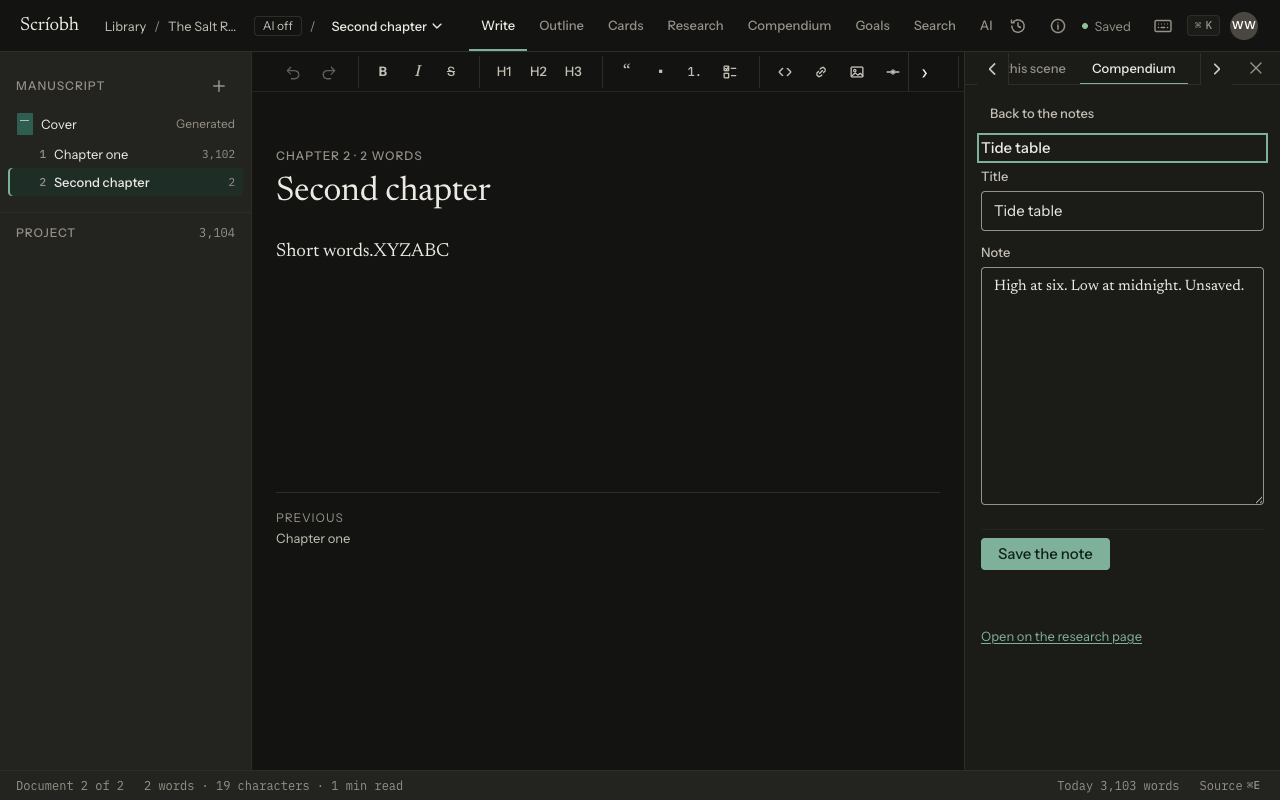 Scríobh Library / The Salt R... AI off / Second chapter Write Outline Cards Research Compendium Goals Search AI Saved ⌘ K WW
MANUSCRIPT
Cover Generated
1 Chapter one 3,102
2 Second chapter 2
PROJECT 3,104
B I S H1 H2 H3 “ 1.
CHAPTER 2 · 2 WORDS
Second chapter
Short words.XYZABC
PREVIOUS
Chapter one
his scene Compendium
Back to the notes
Tide table
Title
Tide table
Note
High at six. Low at midnight. Unsaved.
Save the note
Open on the research page
Document 2 of 2 2 words · 19 characters · 1 min read Today 3,103 words Source ⌘E